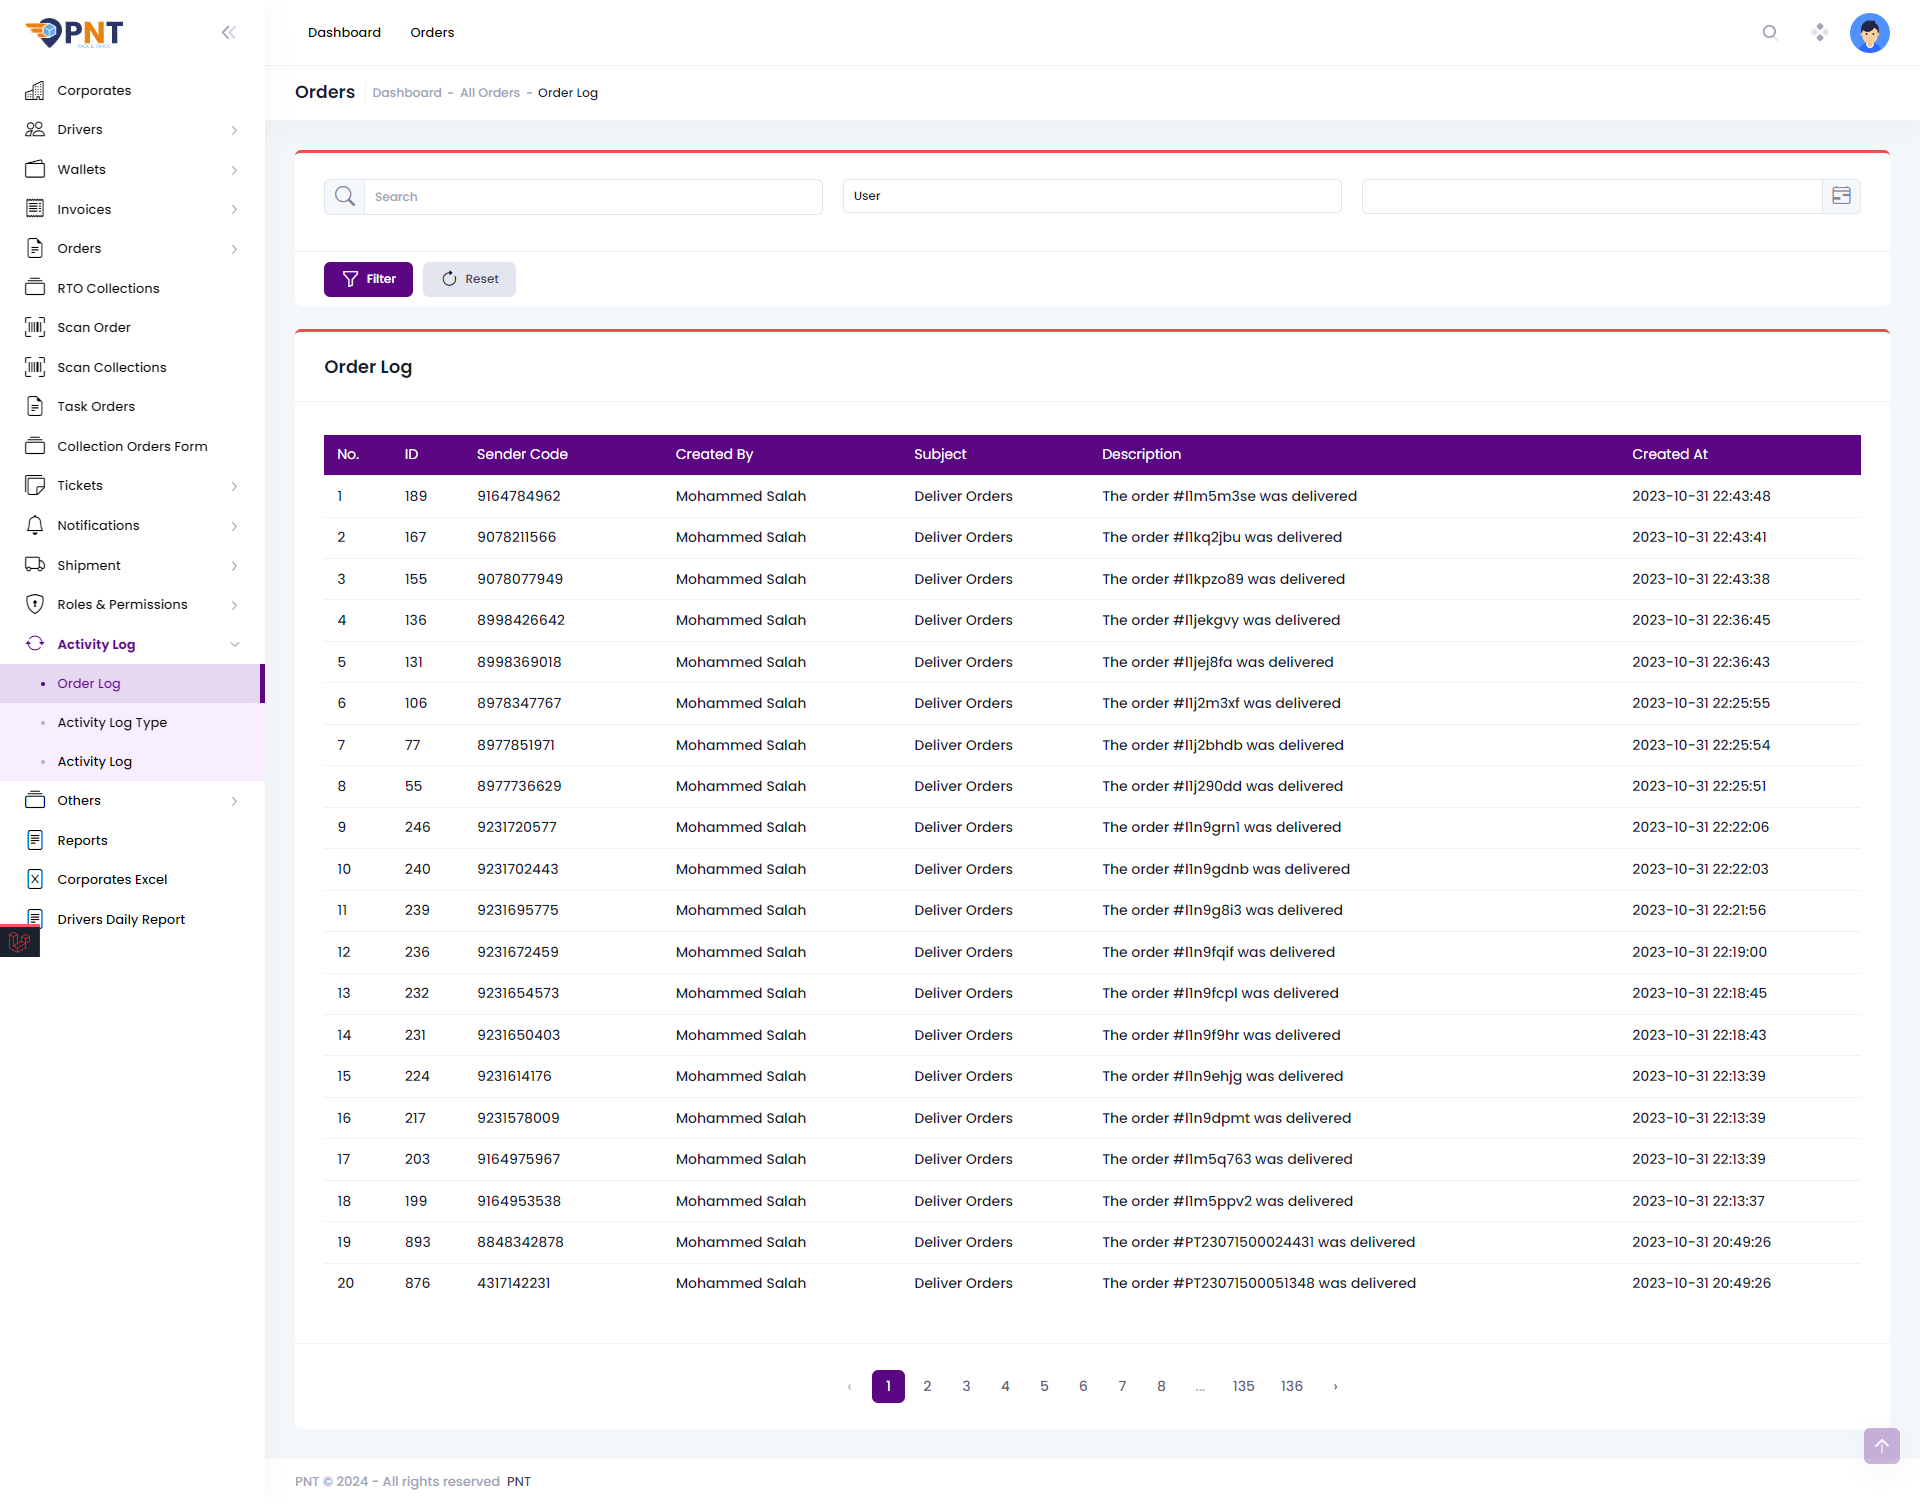 PNT
PACK & TRACK
Dashboard
Orders
Corporates
Drivers
Wallets
Invoices
Orders
RTO Collections
Scan Order
Scan Collections
Task Orders
Collection Orders Form
Tickets
Notifications
Shipment
Roles & Permissions
Activity Log
Order Log
Activity Log Type
Activity Log
Others
Reports
Corporates Excel
Drivers Daily Report
Orders
Dashboard - All Orders - Order Log
Search
User
Filter
Reset
Order Log
No. ID Sender Code Created By Subject Description Created At
1 189 9164784962 Mohammed Salah Deliver Orders The order #l1m5m3se was delivered 2023-10-31 22:43:48
2 167 9078211566 Mohammed Salah Deliver Orders The order #l1kq2jbu was delivered 2023-10-31 22:43:41
3 155 9078077949 Mohammed Salah Deliver Orders The order #l1kpzo89 was delivered 2023-10-31 22:43:38
4 136 8998426642 Mohammed Salah Deliver Orders The order #l1jekgvy was delivered 2023-10-31 22:36:45
5 131 8998369018 Mohammed Salah Deliver Orders The order #l1jej8fa was delivered 2023-10-31 22:36:43
6 106 8978347767 Mohammed Salah Deliver Orders The order #l1j2m3xf was delivered 2023-10-31 22:25:55
7 77 8977851971 Mohammed Salah Deliver Orders The order #l1j2bhdb was delivered 2023-10-31 22:25:54
8 55 8977736629 Mohammed Salah Deliver Orders The order #l1j290dd was delivered 2023-10-31 22:25:51
9 246 9231720577 Mohammed Salah Deliver Orders The order #l1n9grn1 was delivered 2023-10-31 22:22:06
10 240 9231702443 Mohammed Salah Deliver Orders The order #l1n9gdnb was delivered 2023-10-31 22:22:03
11 239 9231695775 Mohammed Salah Deliver Orders The order #l1n9g8i3 was delivered 2023-10-31 22:21:56
12 236 9231672459 Mohammed Salah Deliver Orders The order #l1n9fqif was delivered 2023-10-31 22:19:00
13 232 9231654573 Mohammed Salah Deliver Orders The order #l1n9fcpl was delivered 2023-10-31 22:18:45
14 231 9231650403 Mohammed Salah Deliver Orders The order #l1n9f9hr was delivered 2023-10-31 22:18:43
15 224 9231614176 Mohammed Salah Deliver Orders The order #l1n9ehjg was delivered 2023-10-31 22:13:39
16 217 9231578009 Mohammed Salah Deliver Orders The order #l1n9dpmt was delivered 2023-10-31 22:13:39
17 203 9164975967 Mohammed Salah Deliver Orders The order #l1m5q763 was delivered 2023-10-31 22:13:39
18 199 9164953538 Mohammed Salah Deliver Orders The order #l1m5ppv2 was delivered 2023-10-31 22:13:37
19 893 8848342878 Mohammed Salah Deliver Orders The order #PT23071500024431 was delivered 2023-10-31 20:49:26
20 876 4317142231 Mohammed Salah Deliver Orders The order #PT23071500051348 was delivered 2023-10-31 20:49:26
‹ 1 2 3 4 5 6 7 8 ... 135 136 ›
PNT © 2024 - All rights reserved PNT